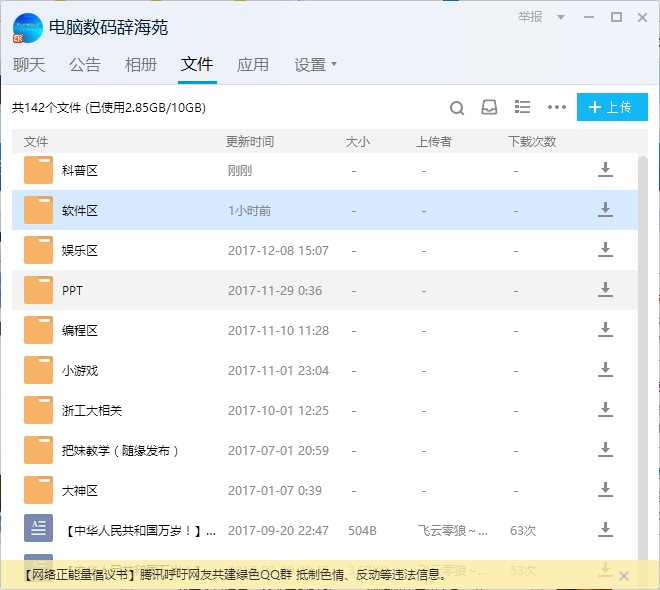 电脑数码辞海苑
举报
聊天 公告 相册 文件 应用 设置
共142个文件 (已使用2.85GB/10GB)
上传
文件 更新时间 大小 上传者 下载次数
科普区 刚刚 - - -
软件区 1小时前 - - -
娱乐区 2017-12-08 15:07 - - -
PPT 2017-11-29 0:36 - - -
编程区 2017-11-10 11:28 - - -
小游戏 2017-11-01 23:04 - - -
浙工大相关 2017-10-01 12:25 - - -
把妹教学（随缘发布） 2017-07-01 20:59 - - -
大神区 2017-01-07 0:39 - - -
【中华人民共和国万岁！】... 2017-09-20 22:47 504B 飞云零狼～... 63次
【网络正能量倡议书】腾讯呼吁网友共建绿色QQ群 抵制色情、反动等违法信息。
53次